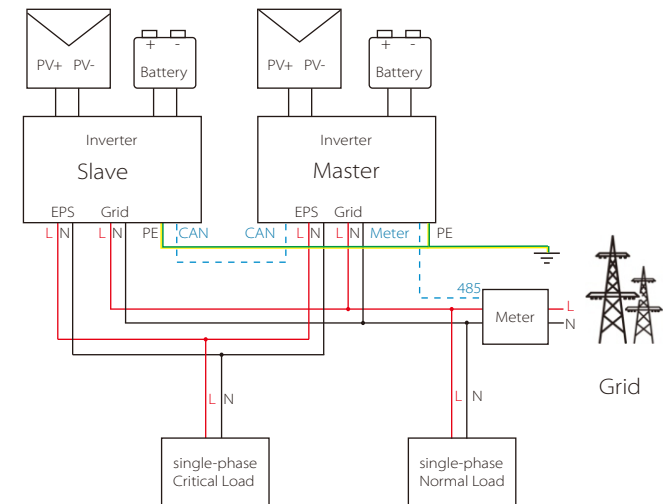 PV+ PV-
+ -
Battery
PV+ PV-
+ -
Battery
Inverter
Slave
EPS Grid
L N L N PE CAN
Inverter
Master
EPS Grid
CAN L N L N Meter PE
485
Meter
L
N
Grid
L N
L N
single-phase
Critical Load
single-phase
Normal Load